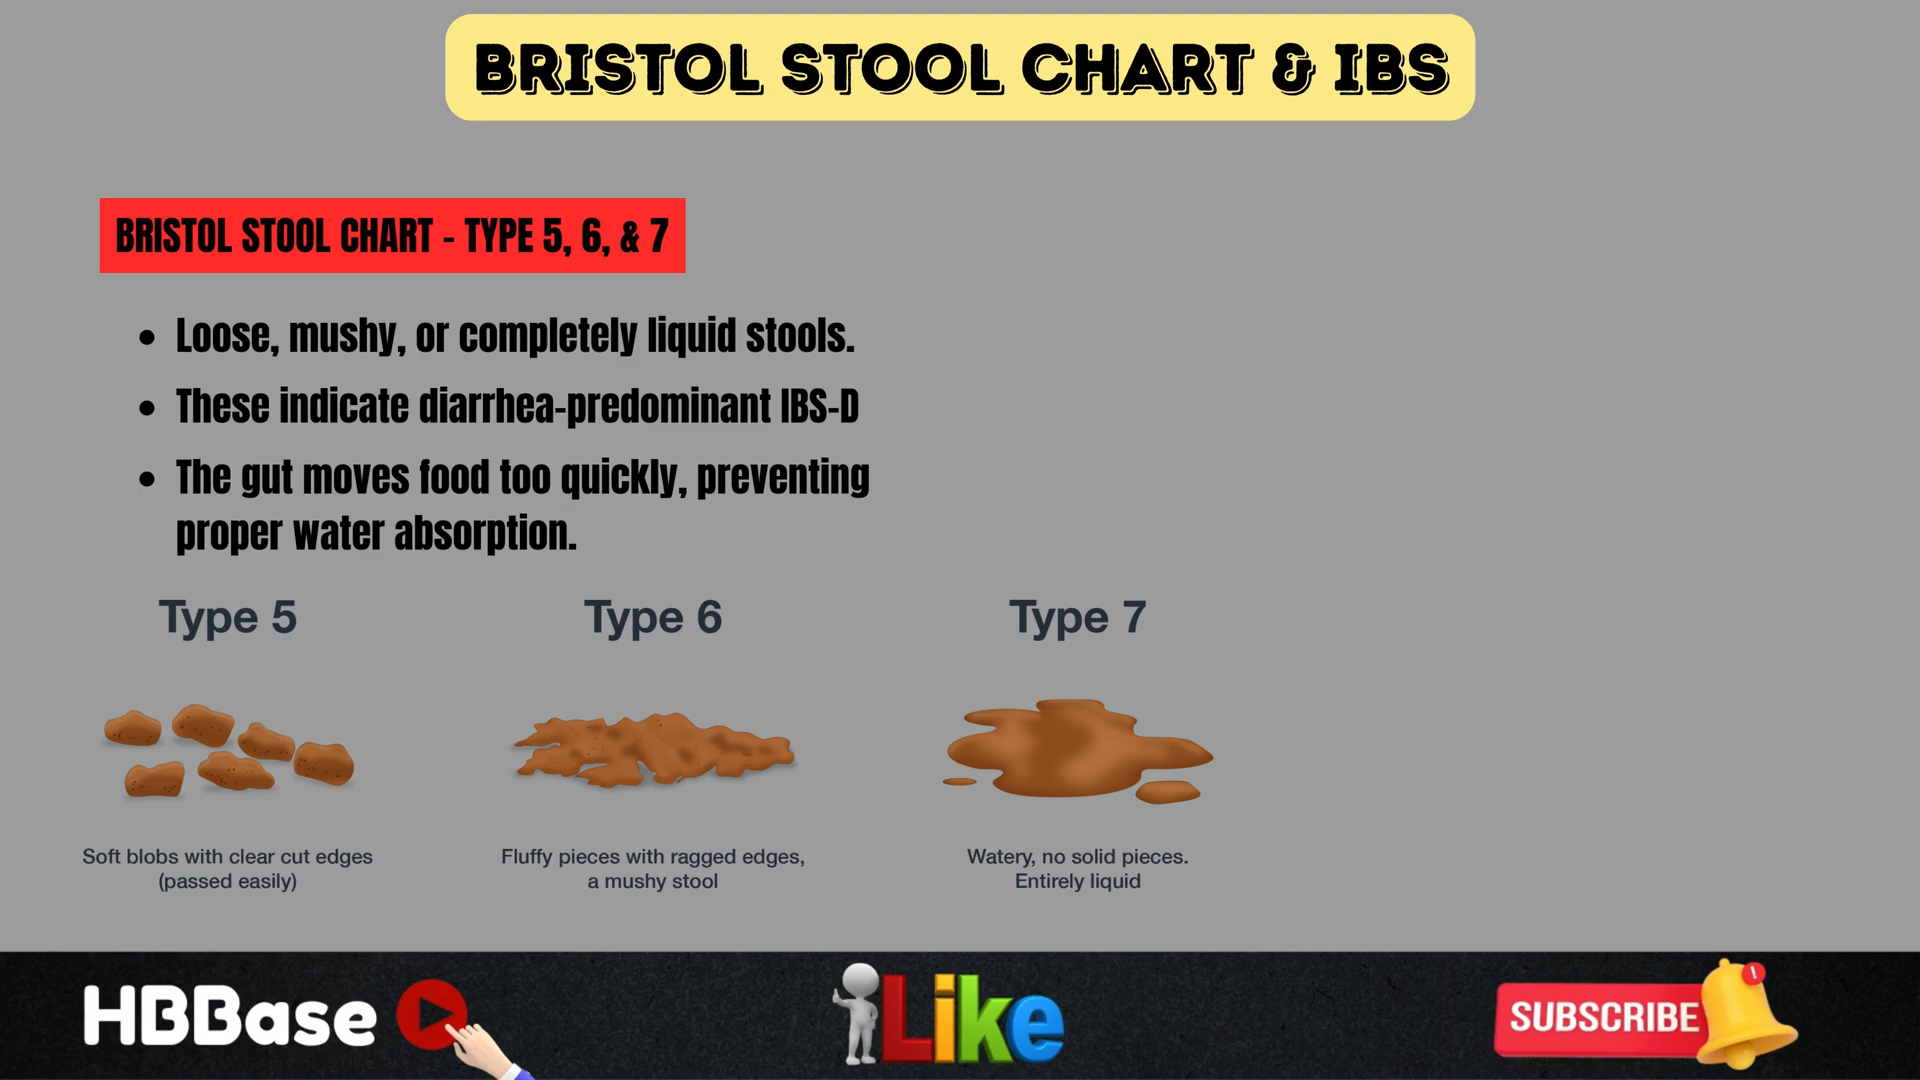 BRISTOL STOOL CHART & IBS
BRISTOL STOOL CHART - TYPE 5, 6, & 7
• Loose, mushy, or completely liquid stools.
• These indicate diarrhea-predominant IBS-D
• The gut moves food too quickly, preventing
proper water absorption.
Type 5
Type 6
Type 7
Soft blobs with clear cut edges
(passed easily)
Fluffy pieces with ragged edges,
a mushy stool
Watery, no solid pieces.
Entirely liquid
HBBase
Like
SUBSCRIBE
!